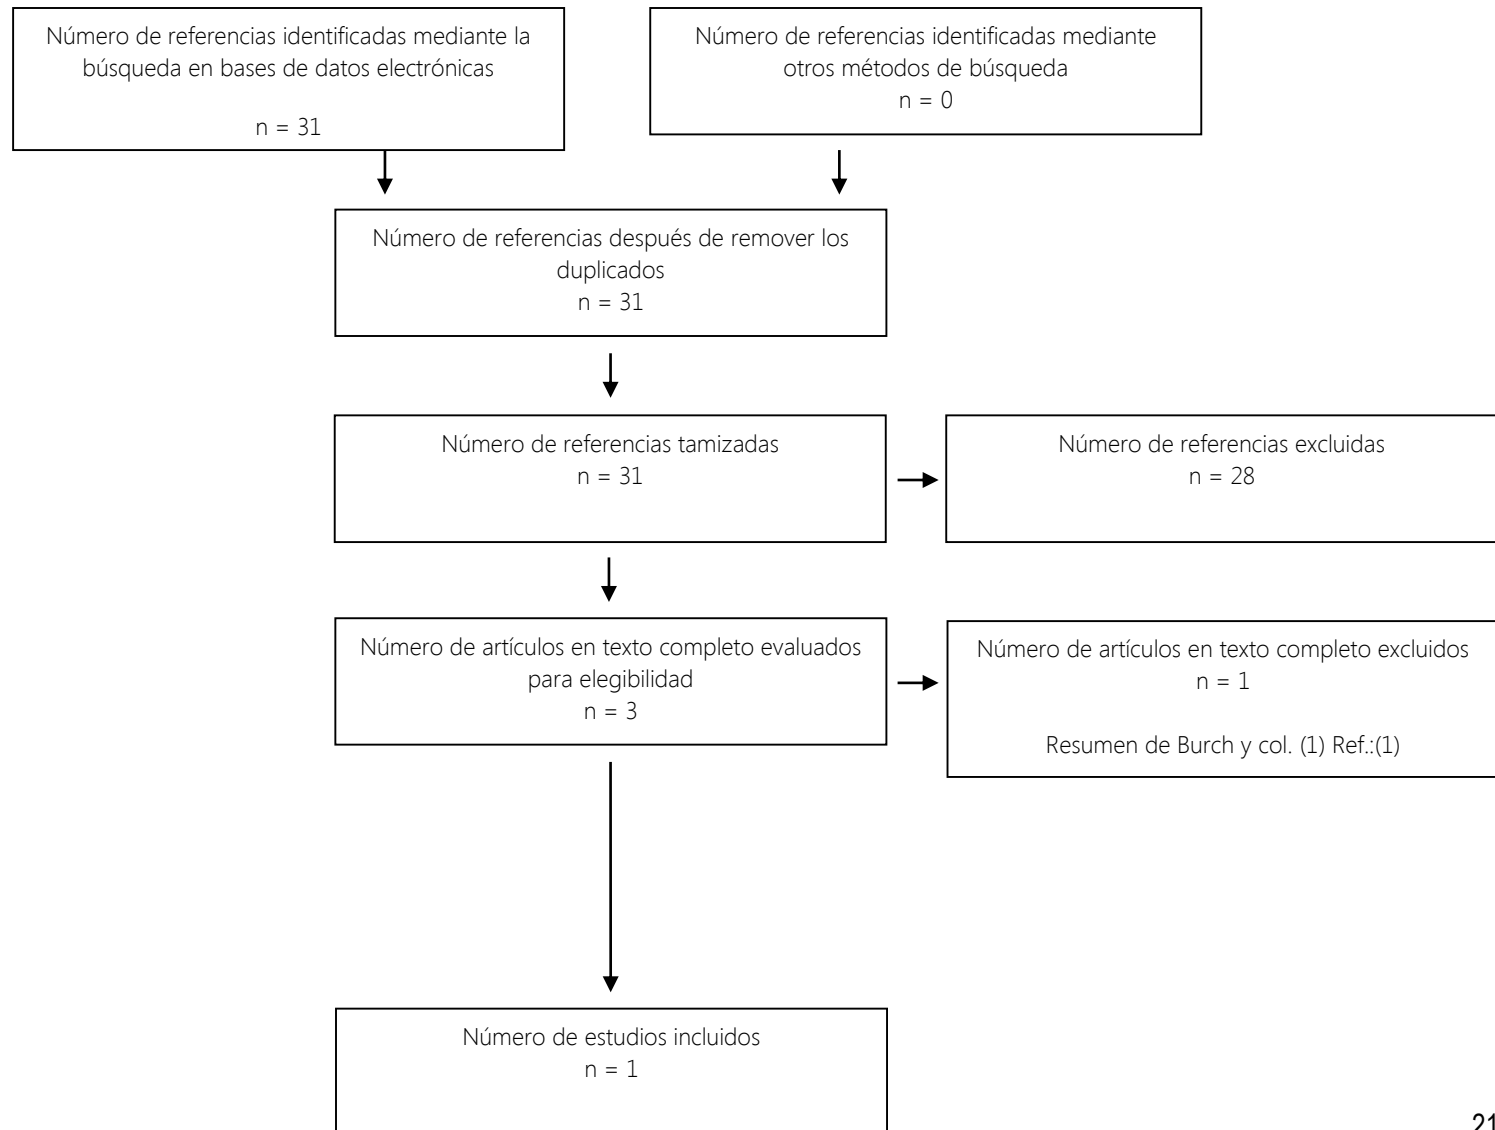 Número de referencias identificadas mediante la
búsqueda en bases de datos electrónicas
n = 31
Número de referencias identificadas mediante
otros métodos de búsqueda
n = 0
Número de referencias después de remover los
duplicados
n = 31
Número de referencias tamizadas
n = 31
Número de referencias excluidas
n = 28
Número de artículos en texto completo evaluados
para elegibilidad
n = 3
Número de artículos en texto completo excluidos
n = 1
Resumen de Burch y col. (1) Ref.:(1)
Número de estudios incluidos
n = 1
21